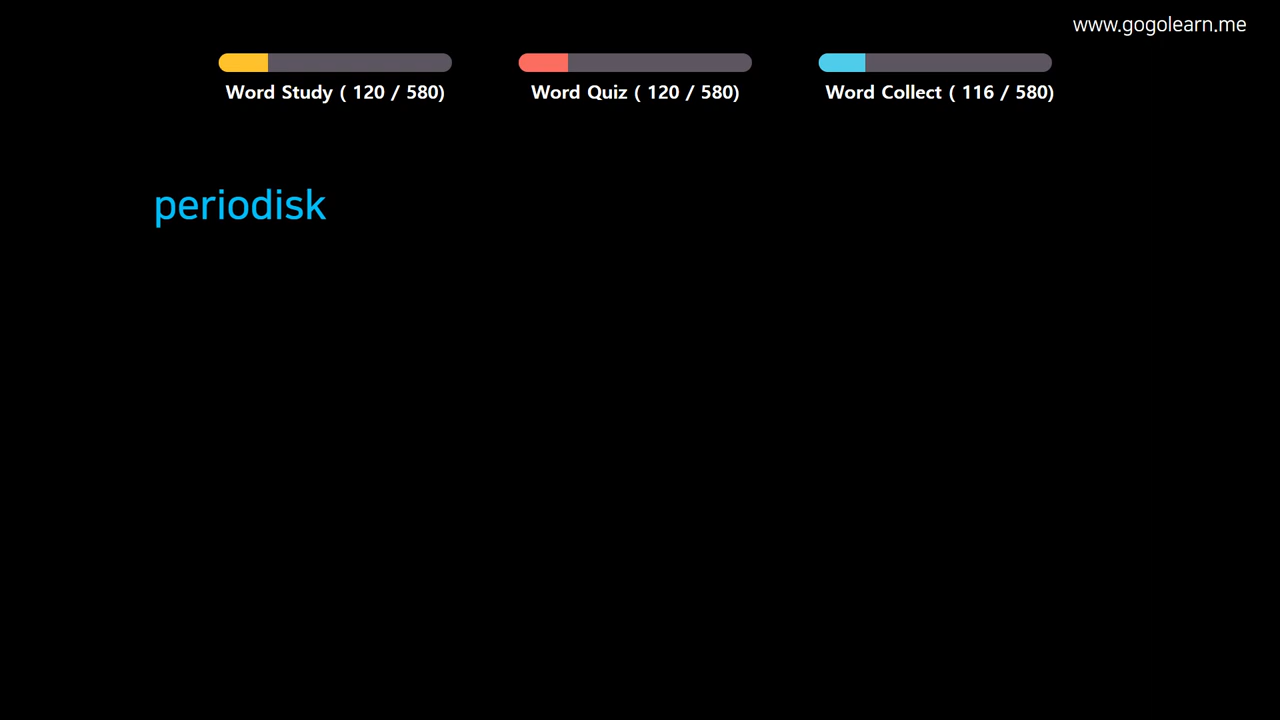 www.gogolearn.me
Word Study ( 120 / 580)
Word Quiz ( 120 / 580)
Word Collect ( 116 / 580)
periodisk